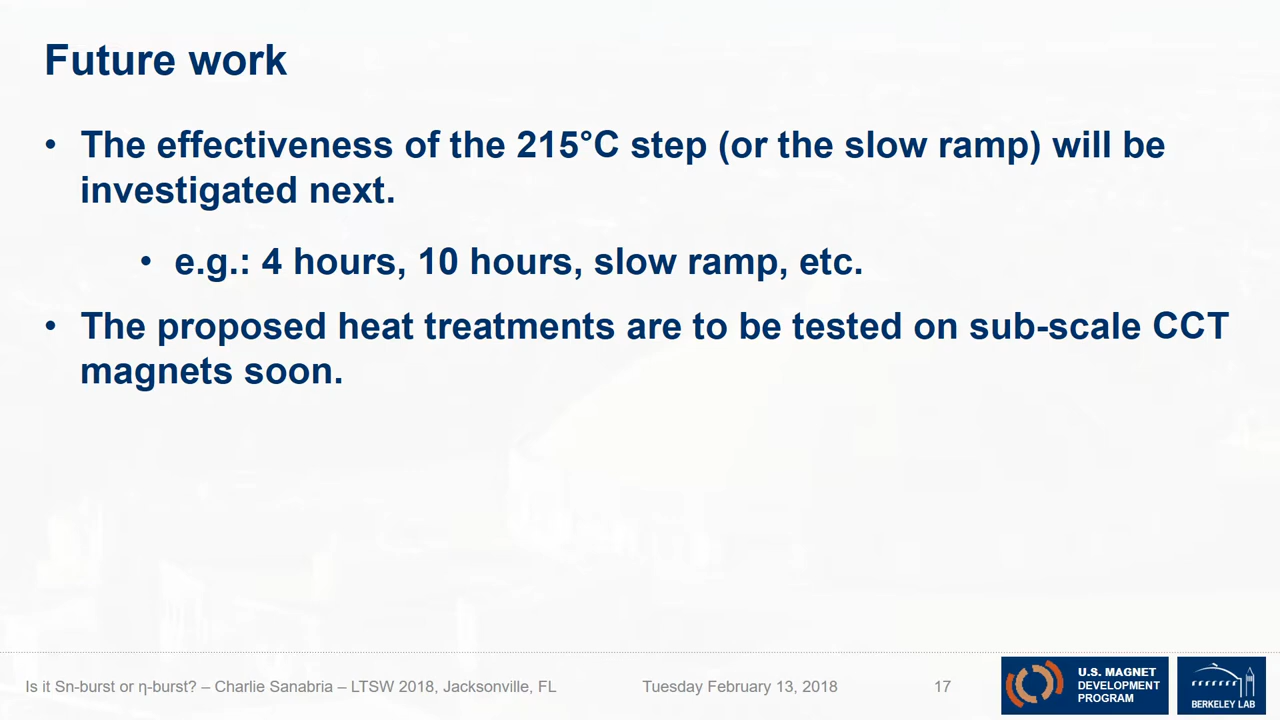 Future work
• The effectiveness of the 215°C step (or the slow ramp) will be
investigated next.
• e.g.: 4 hours, 10 hours, slow ramp, etc.
• The proposed heat treatments are to be tested on sub-scale CCT
magnets soon.
Is it Sn-burst or η-burst? – Charlie Sanabria – LTSW 2018, Jacksonville, FL
Tuesday February 13, 2018
17
U.S. MAGNET
DEVELOPMENT
PROGRAM
BERKELEY LAB